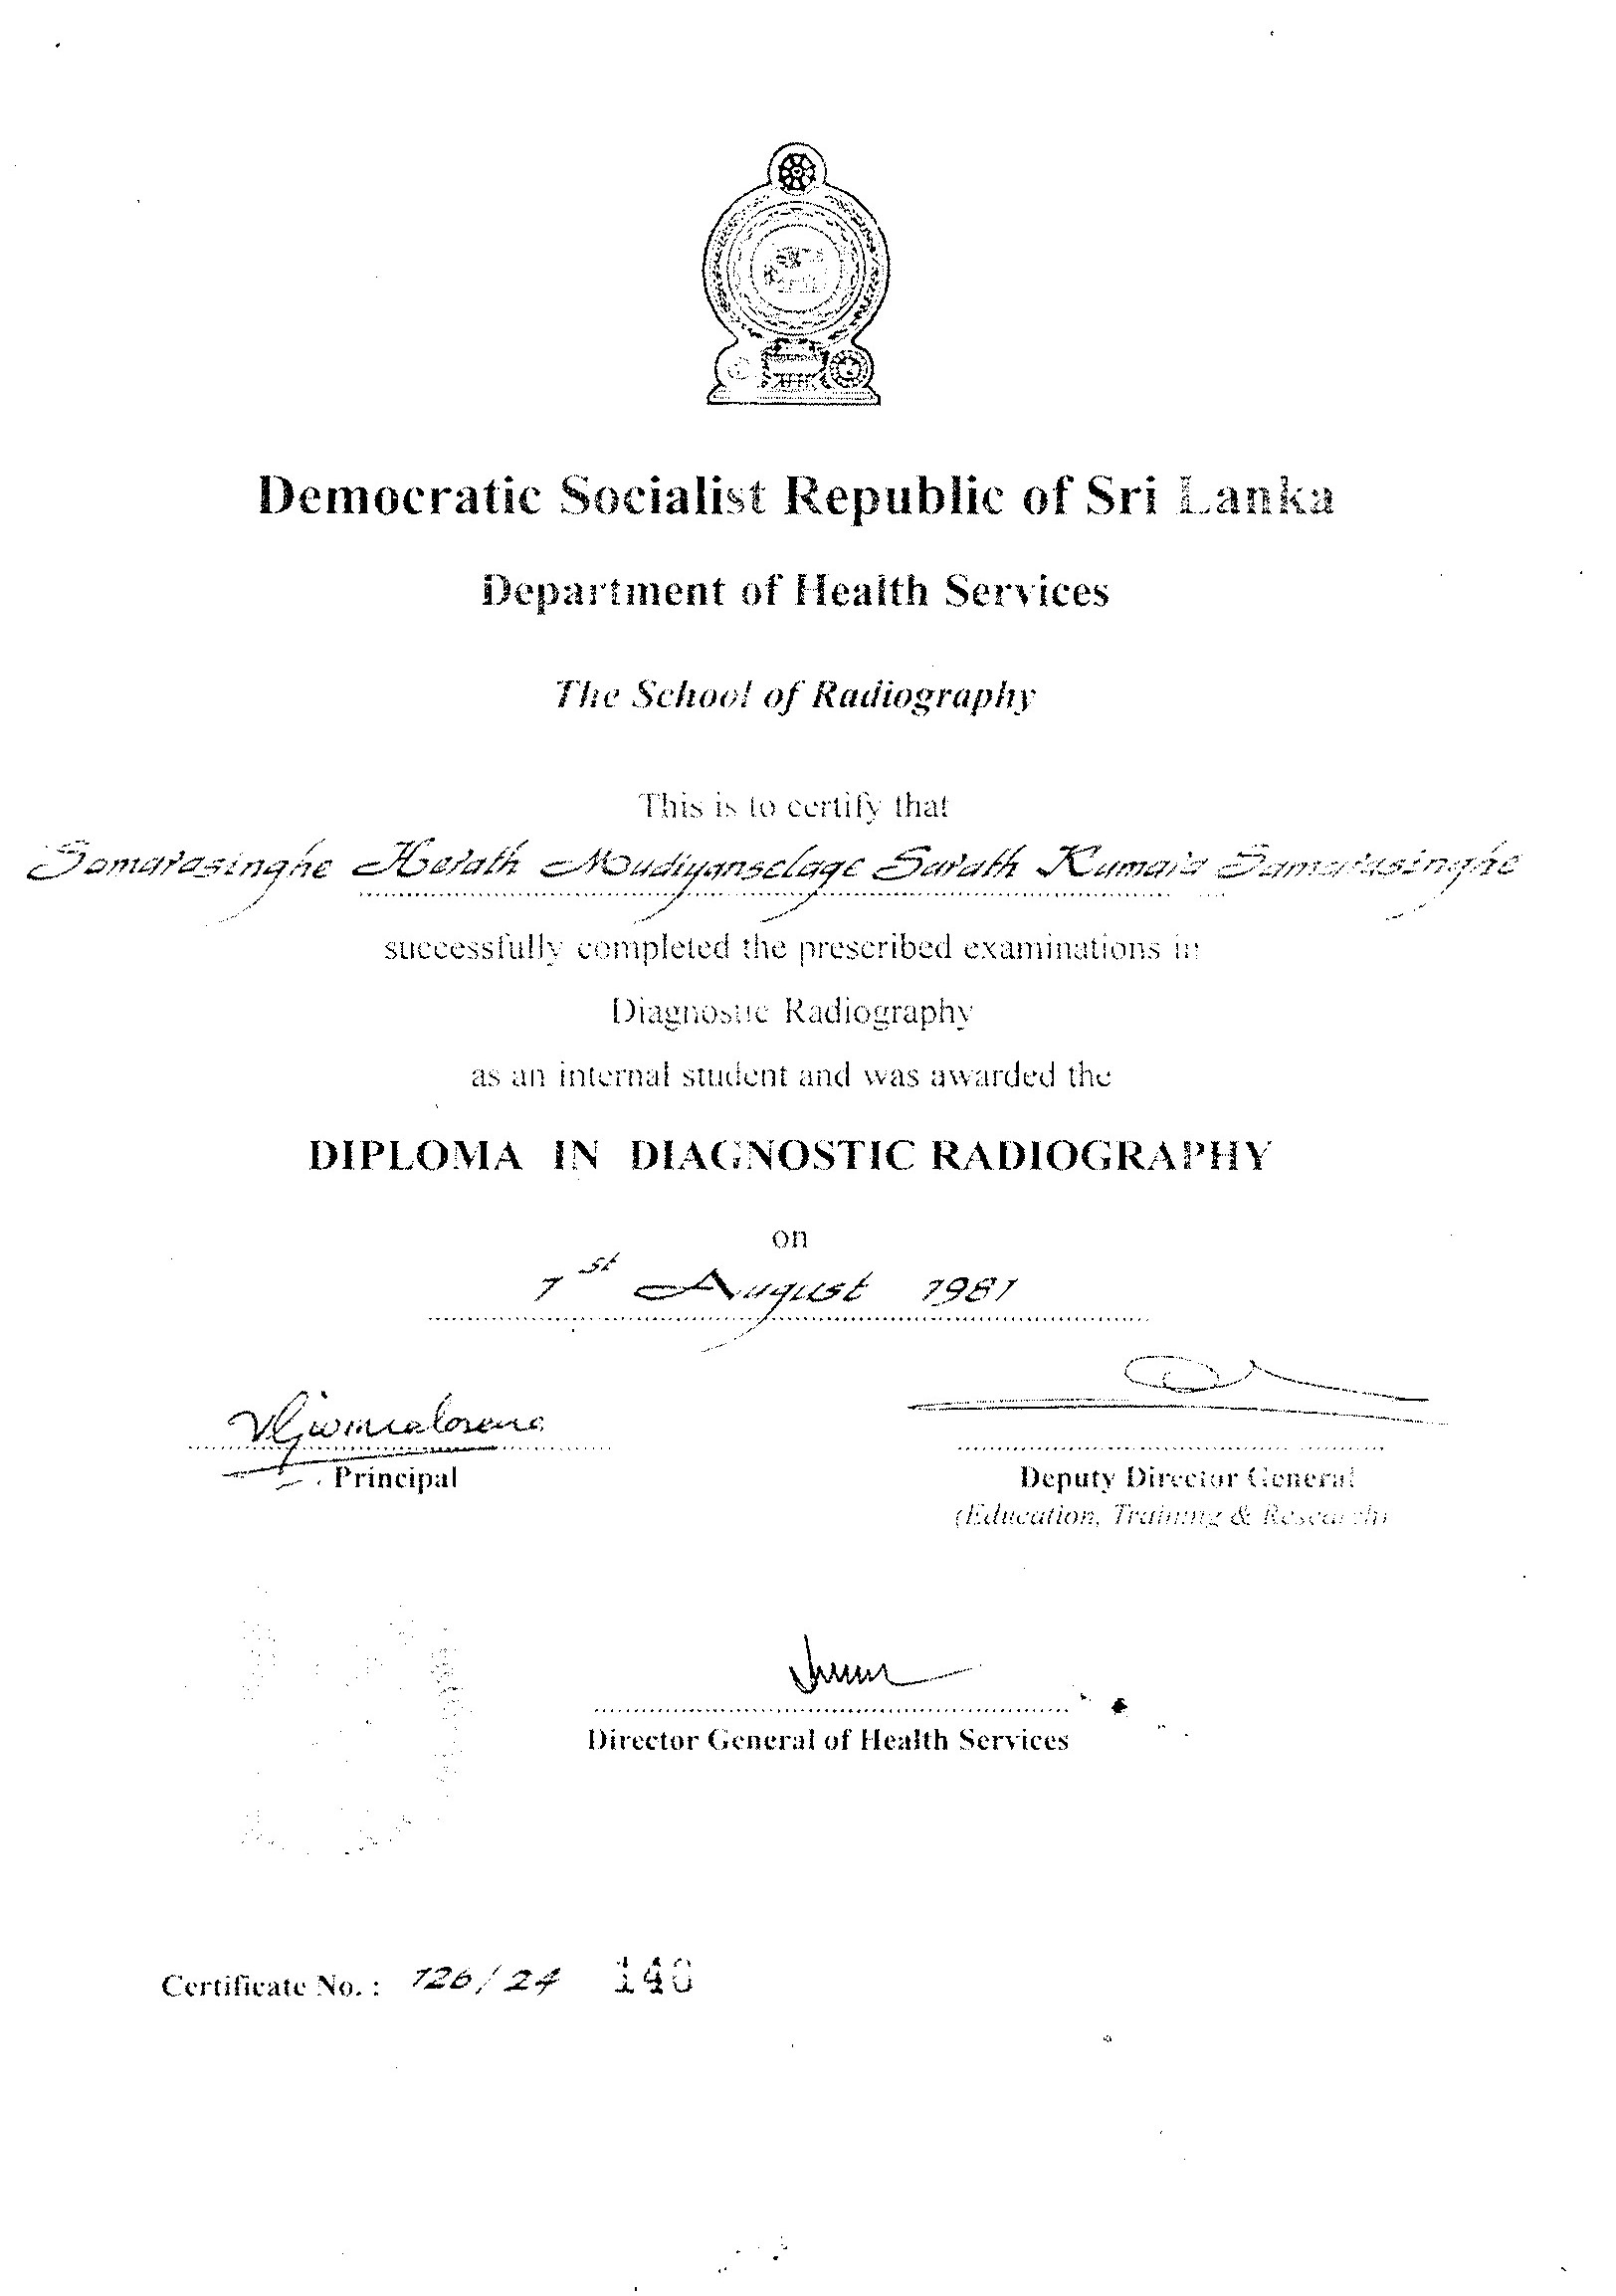 Democratic Socialist Republic of Sri Lanka
Department of Health Services
The School of Radiography
This is to certify that
Samarasinghe Herath Mudiyanselage Sarath Kumara Samarasinghe
successfully completed the prescribed examinations in
Diagnostic Radiography
as an internal student and was awarded the
DIPLOMA IN DIAGNOSTIC RADIOGRAPHY
on
1st August 1981
Principal
Deputy Director General
(Education, Training & Research)
Director General of Health Services
Certificate No. : 126/24 140